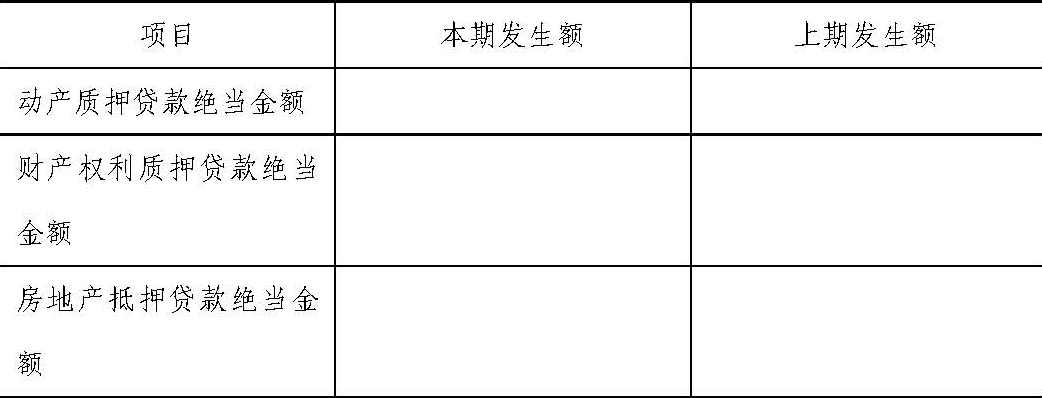 项目 本期发生额 上期发生额
动产质押贷款绝当金额
财产权利质押贷款绝当
金额
房地产抵押贷款绝当金
额